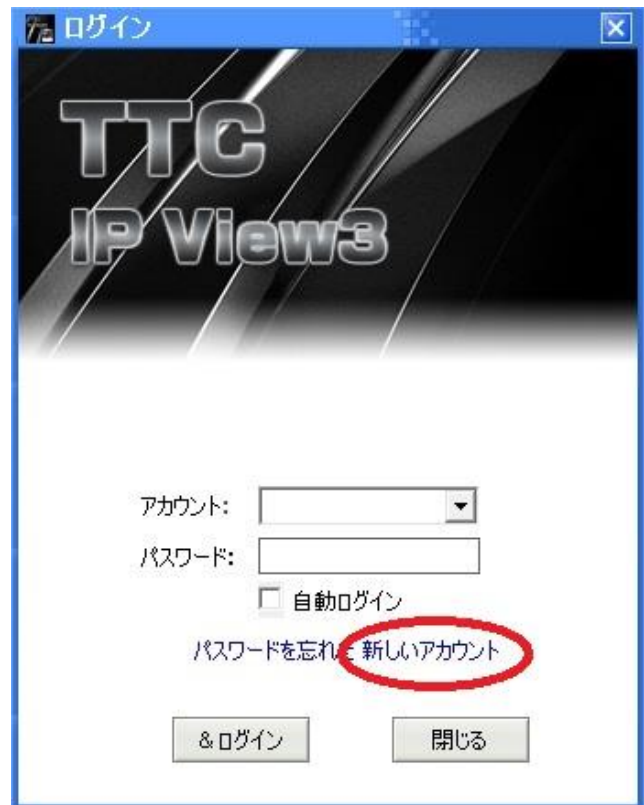 ログイン
TTC
IP View3
アカウント:
パスワード:
自動ログイン
パスワードを忘れた 新しいアカウント
&ログイン
閉じる